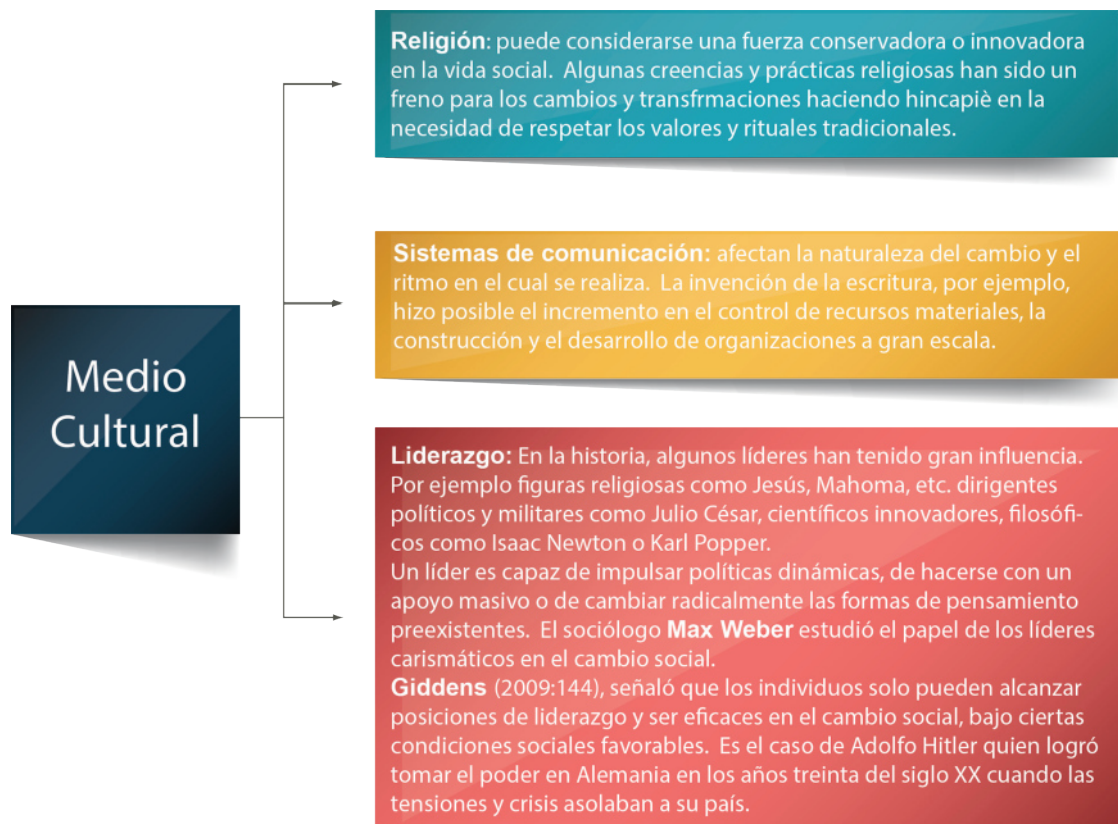 Religión: puede considerarse una fuerza conservadora o innovadora
en la vida social. Algunas creencias y prácticas religiosas han sido un
freno para los cambios y transfrmaciones haciendo hincapiè en la
necesidad de respetar los valores y rituales tradicionales.
Sistemas de comunicación: afectan la naturaleza del cambio y el
ritmo en el cual se realiza. La invención de la escritura, por ejemplo,
hizo posible el incremento en el control de recursos materiales, la
construcción y el desarrollo de organizaciones a gran escala.
Medio
Cultural
Liderazgo: En la historia, algunos líderes han tenido gran influencia.
Por ejemplo figuras religiosas como Jesús, Mahoma, etc. dirigentes
políticos y militares como Julio César, científicos innovadores, filosófi-
cos como Isaac Newton o Karl Popper.
Un líder es capaz de impulsar políticas dinámicas, de hacerse con un
apoyo masivo o de cambiar radicalmente las formas de pensamiento
preexistentes. El sociólogo Max Weber estudió el papel de los líderes
carismáticos en el cambio social.
Giddens (2009:144), señaló que los individuos solo pueden alcanzar
posiciones de liderazgo y ser eficaces en el cambio social, bajo ciertas
condiciones sociales favorables. Es el caso de Adolfo Hitler quien logró
tomar el poder en Alemania en los años treinta del siglo XX cuando las
tensiones y crisis asolaban a su país.